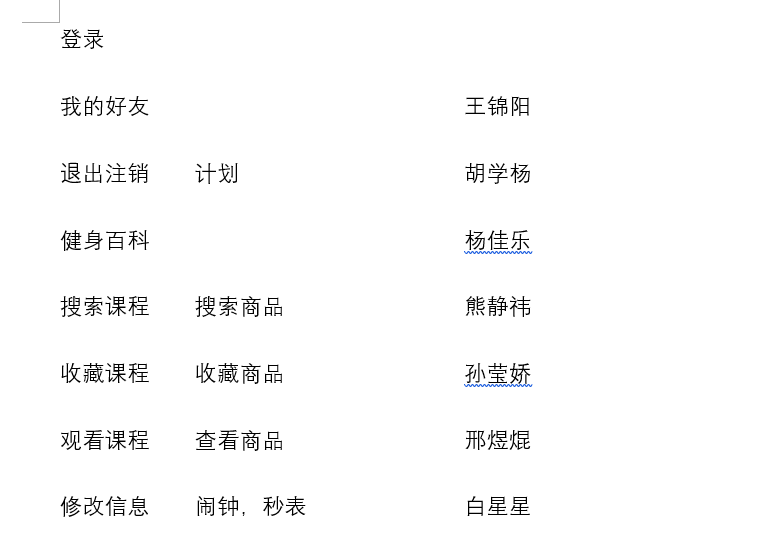 登录
我的好友 王锦阳
退出注销 计划 胡学杨
健身百科 杨佳乐
搜索课程 搜索商品 熊静祎
收藏课程 收藏商品 孙莹娇
观看课程 查看商品 邢煜焜
修改信息 闹钟，秒表 白星星